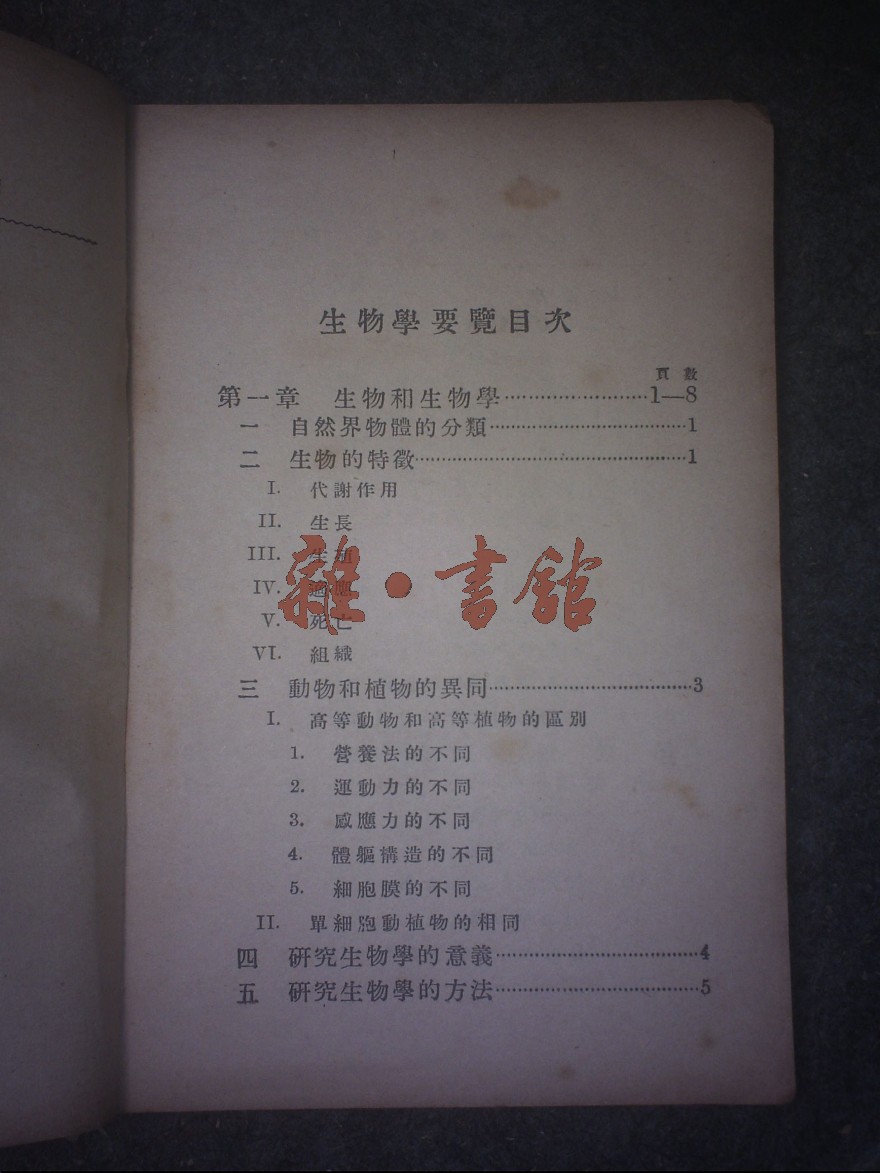 生物學要覽目次
頁數
第一章 生物和生物學························1—8
一 自然界物體的分類·································1
二 生物的特徵·············································1
I. 代謝作用
II. 生長
III. 生殖
IV. 適應
V. 死亡
VI. 組織
雜·書館
三 動物和植物的異同·································3
I. 高等動物和高等植物的區別
1. 營養法的不同
2. 運動力的不同
3. 感應力的不同
4. 體軀構造的不同
5. 細胞膜的不同
II. 單細胞動植物的相同
四 研究生物學的意義·································4
五 研究生物學的方法·································5